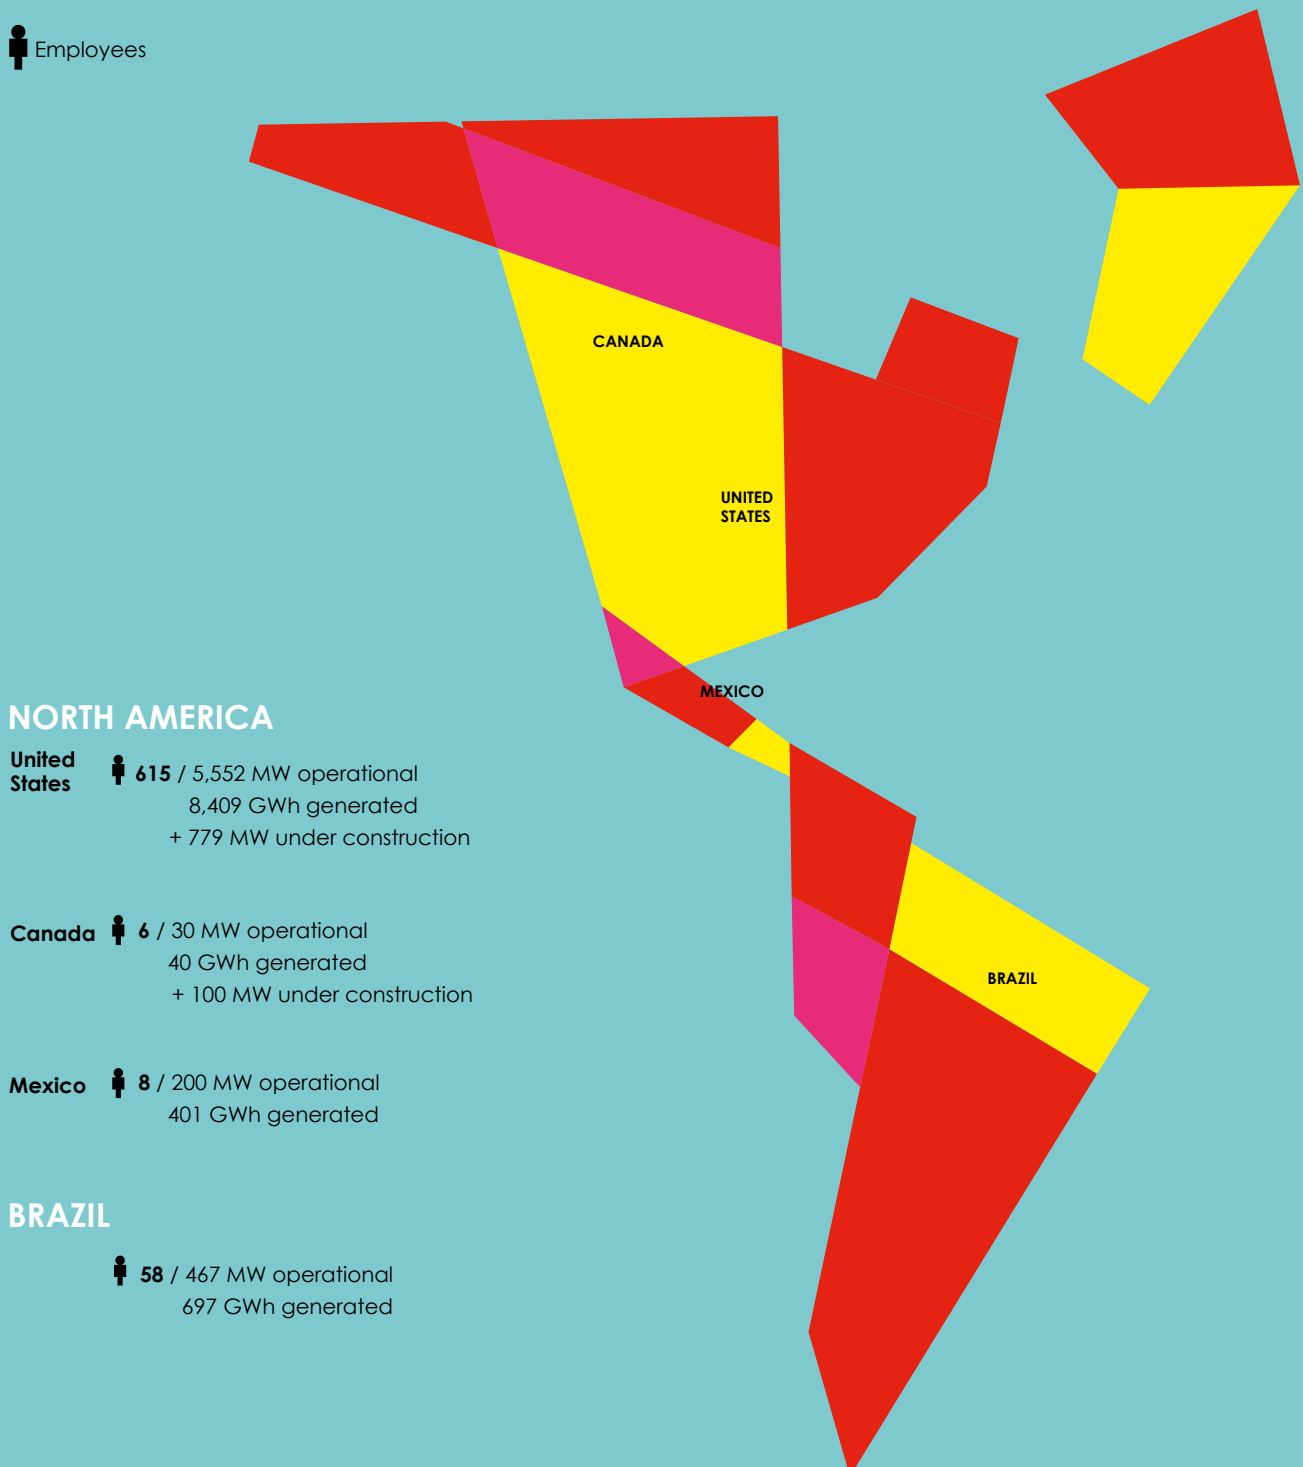 Employees
CANADA
UNITED
STATES
MEXICO
NORTH AMERICA
United
States
615 / 5,552 MW operational
8,409 GWh generated
+ 779 MW under construction
Canada
6 / 30 MW operational
40 GWh generated
+ 100 MW under construction
Mexico
8 / 200 MW operational
401 GWh generated
BRAZIL
BRAZIL
58 / 467 MW operational
697 GWh generated